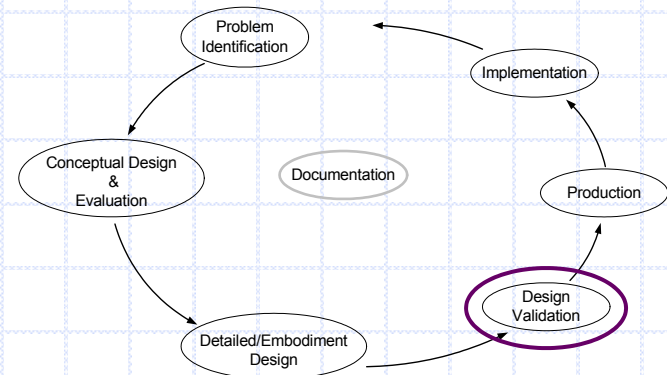 Problem
Identification
Implementation
Conceptual Design
&
Evaluation
Documentation
Production
Design
Validation
Detailed/Embodiment
Design